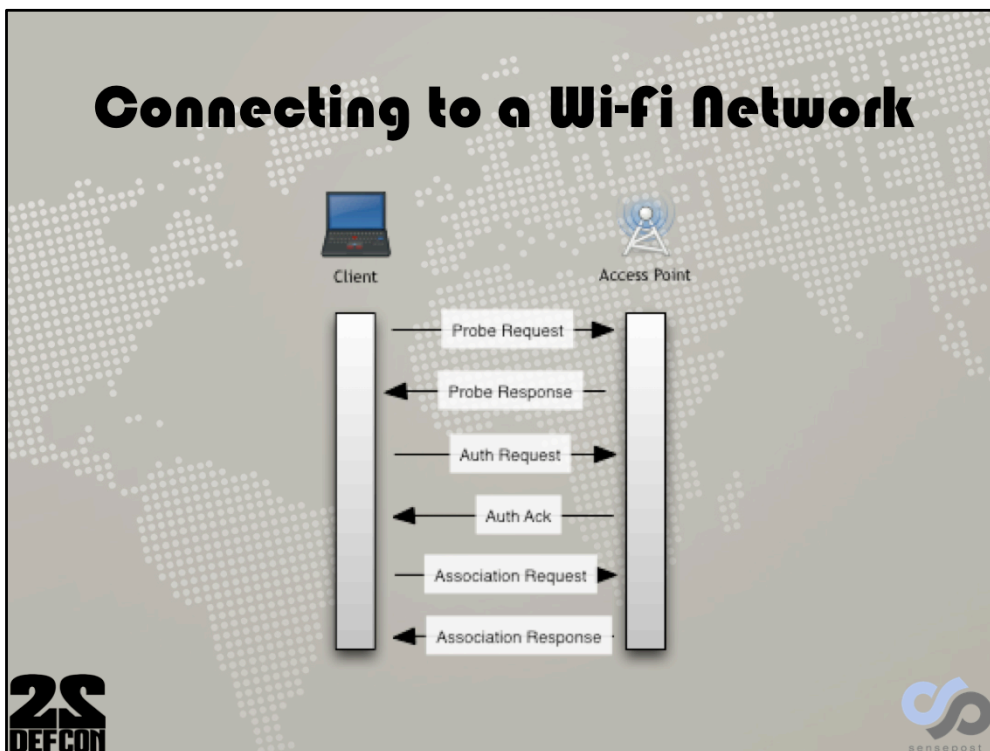 Connecting to a Wi-Fi Network
Client
Access Point
Probe Request
Probe Response
Auth Request
Auth Ack
Association Request
Association Response
22
DEFCON
sensepost